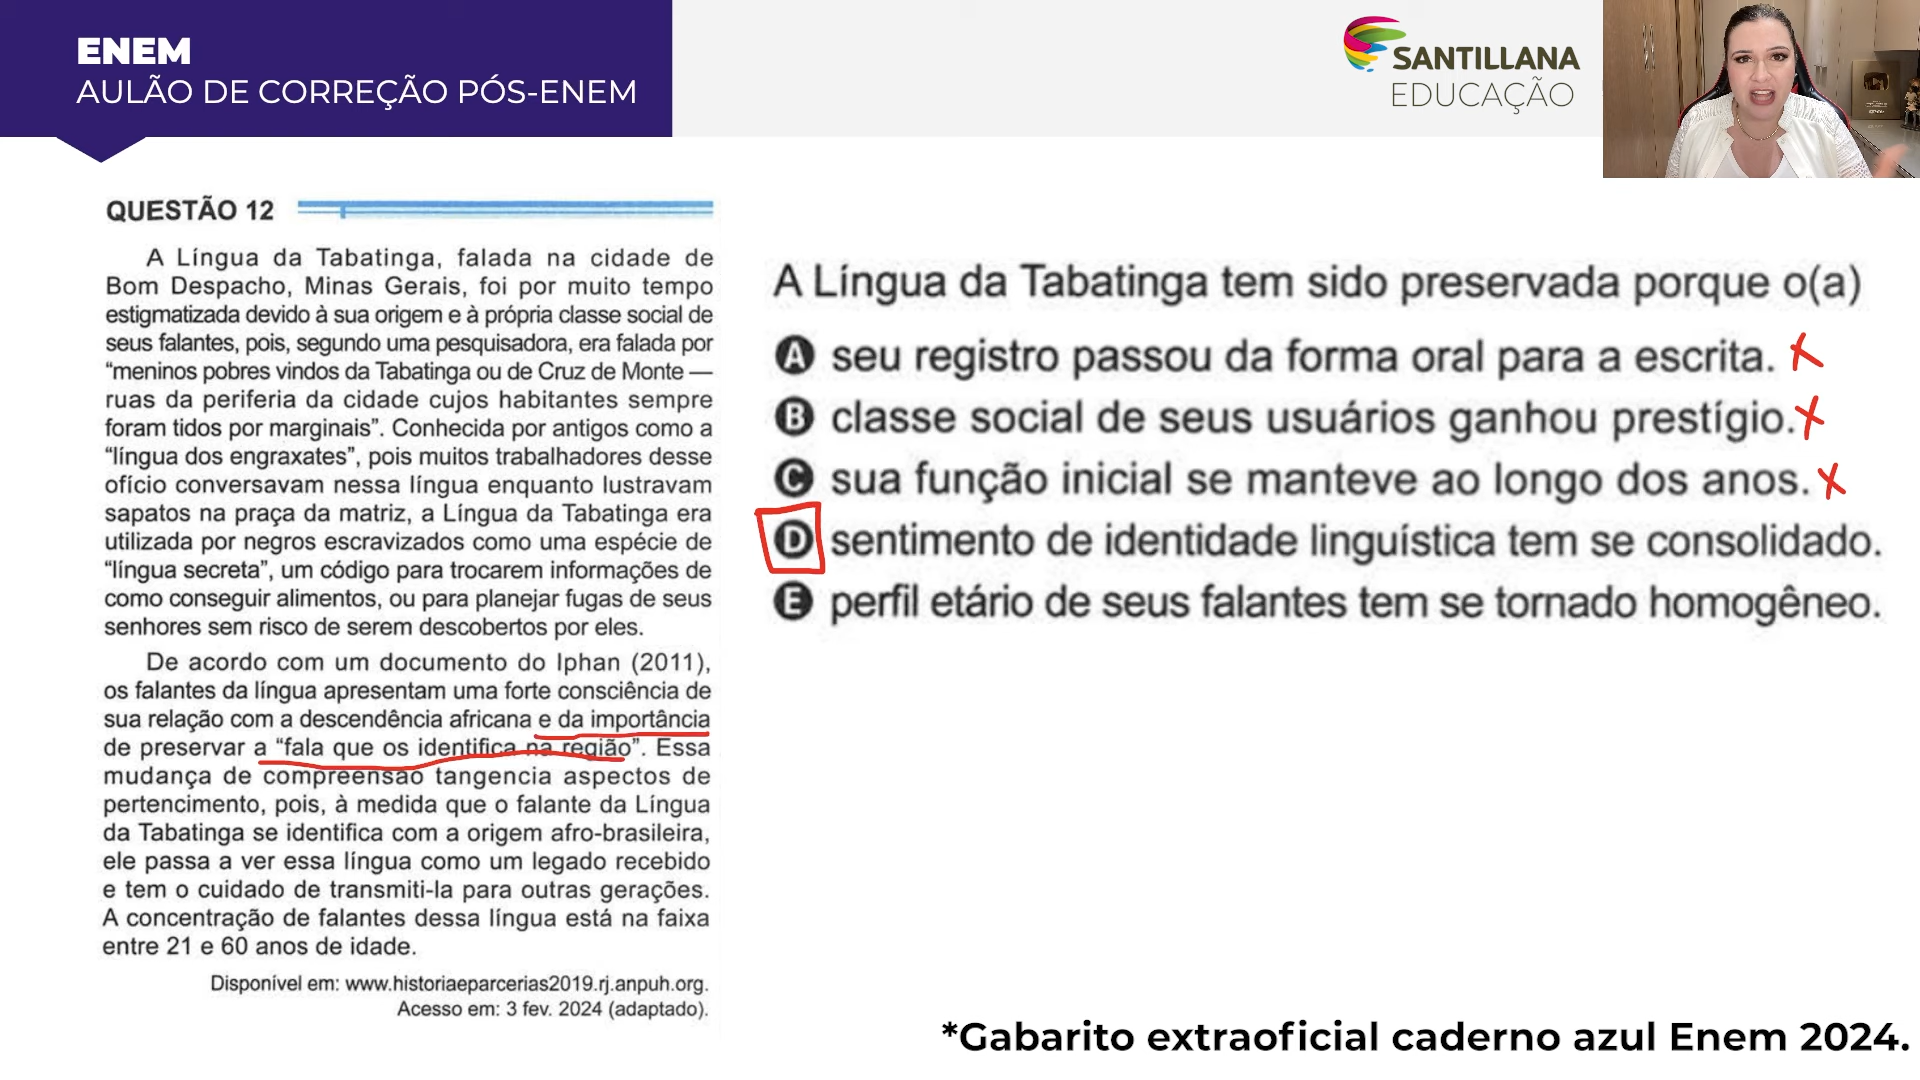 ENEM
AULÃO DE CORREÇÃO PÓS-ENEM
SANTILLANA
EDUCAÇÃO
QUESTÃO 12
A Língua da Tabatinga, falada na cidade de
Bom Despacho, Minas Gerais, foi por muito tempo
estigmatizada devido à sua origem e à própria classe social de
seus falantes, pois, segundo uma pesquisadora, era falada por
“meninos pobres vindos da Tabatinga ou de Cruz de Monte —
ruas da periferia da cidade cujos habitantes sempre
foram tidos por marginais”. Conhecida por antigos como a
“língua dos engraxates”, pois muitos trabalhadores desse
ofício conversavam nessa língua enquanto lustravam
sapatos na praça da matriz, a Língua da Tabatinga era
utilizada por negros escravizados como uma espécie de
“língua secreta”, um código para trocarem informações de
como conseguir alimentos, ou para planejar fugas de seus
senhores sem risco de serem descobertos por eles.
De acordo com um documento do Iphan (2011),
os falantes da língua apresentam uma forte consciência de
sua relação com a descendência africana e da importância
de preservar a “fala que os identifica na região”. Essa
mudança de compreensão tangencia aspectos de
pertencimento, pois, à medida que o falante da Língua
da Tabatinga se identifica com a origem afro-brasileira,
ele passa a ver essa língua como um legado recebido
e tem o cuidado de transmiti-la para outras gerações.
A concentração de falantes dessa língua está na faixa
entre 21 e 60 anos de idade.
Disponível em: www.historiaeparcerias2019.rj.anpuh.org.
Acesso em: 3 fev. 2024 (adaptado).
A Língua da Tabatinga tem sido preservada porque o(a)
A seu registro passou da forma oral para a escrita.
B classe social de seus usuários ganhou prestígio.
C sua função inicial se manteve ao longo dos anos.
D sentimento de identidade linguística tem se consolidado.
E perfil etário de seus falantes tem se tornado homogêneo.
*Gabarito extraoficial caderno azul Enem 2024.